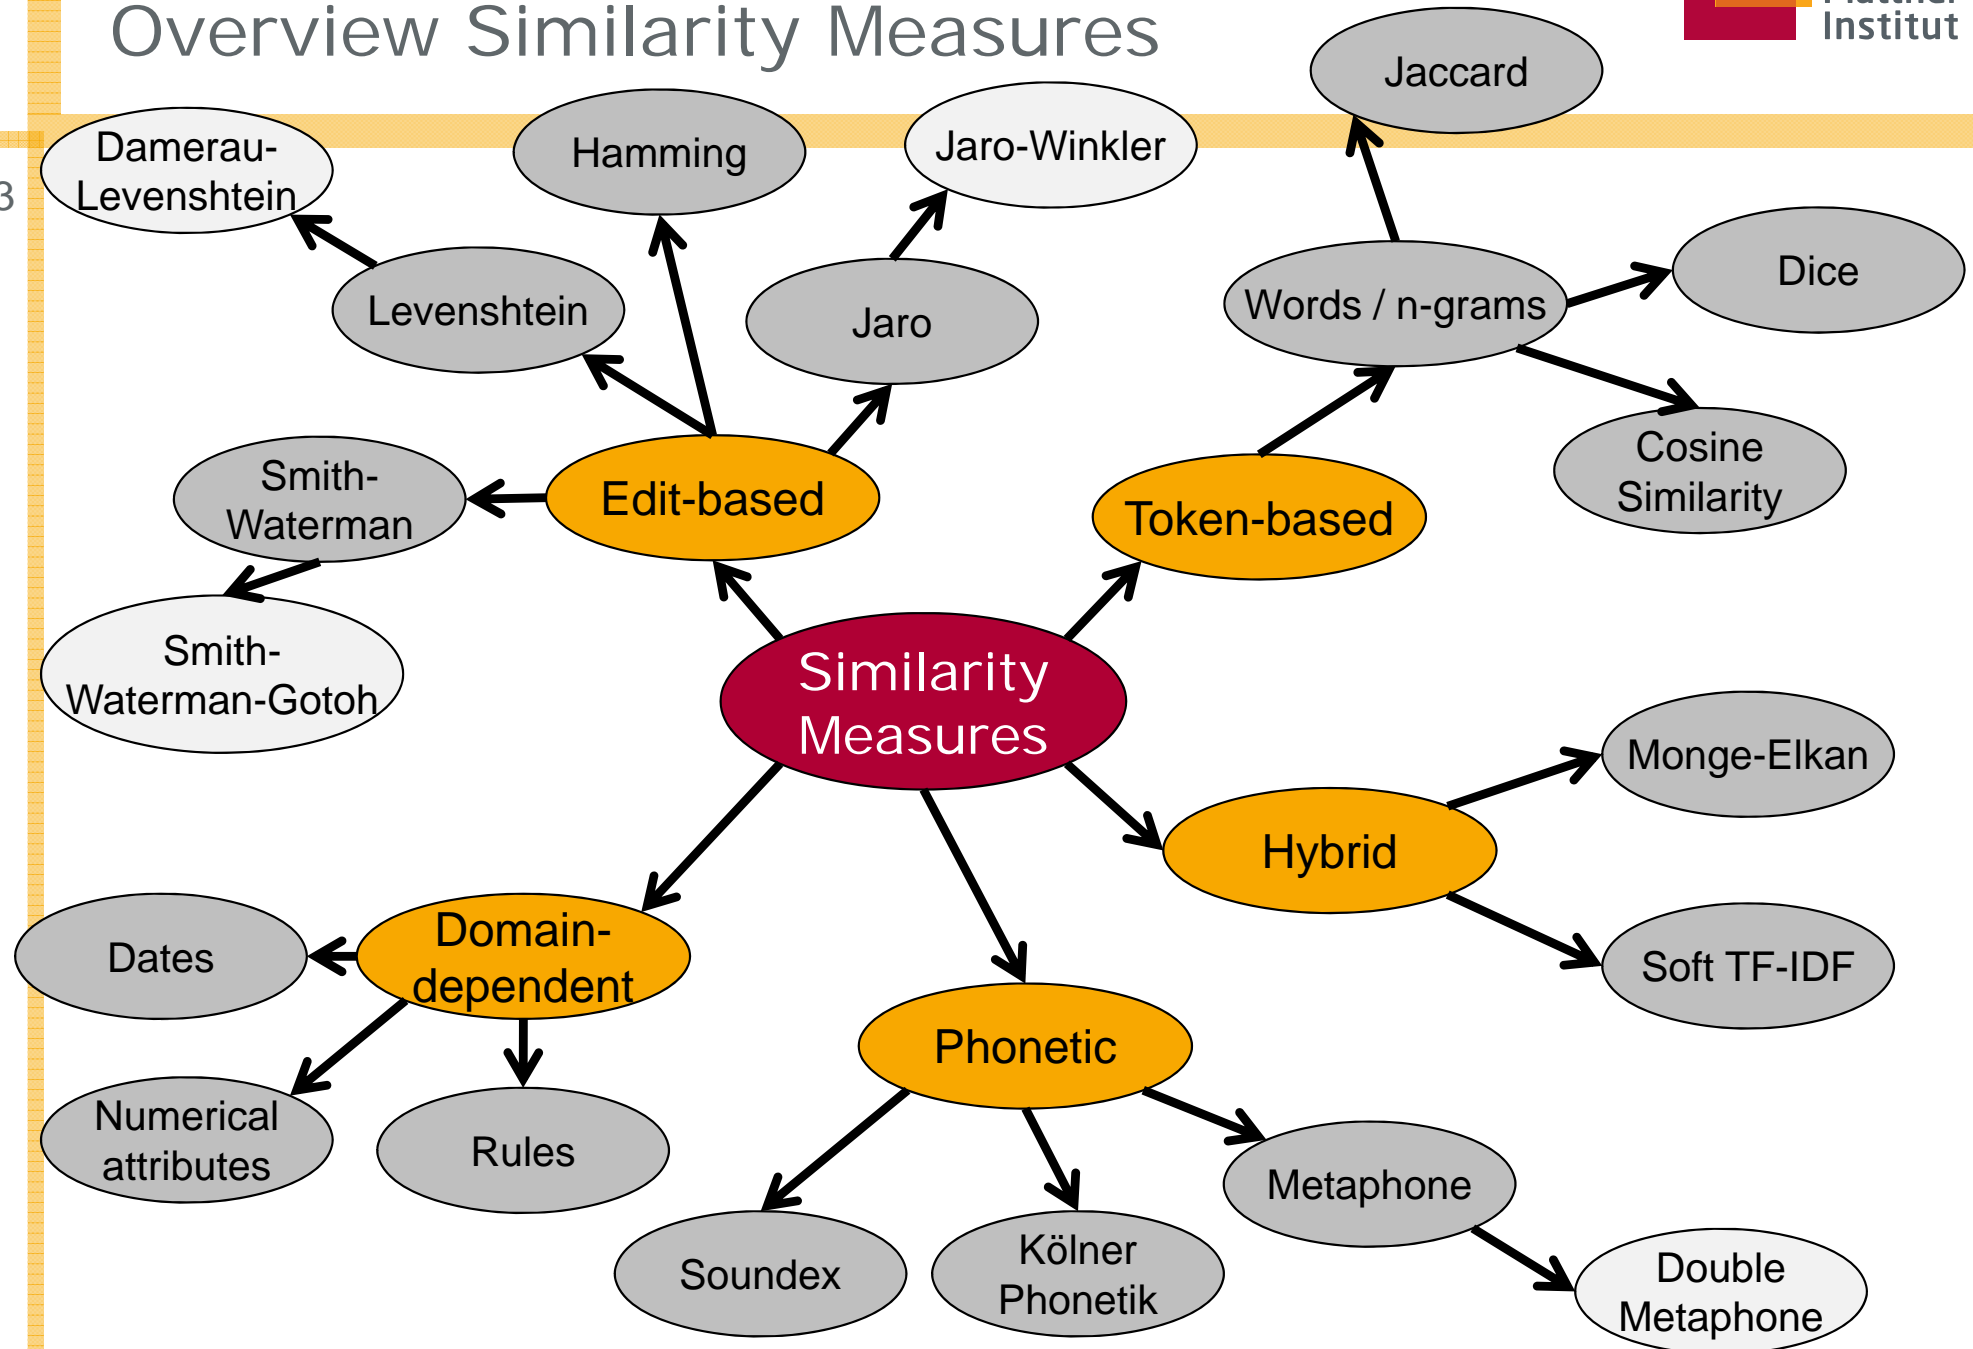 Overview Similarity Measures
Institut
3
Jaccard
Damerau-
Levenshtein
Hamming
Jaro-Winkler
Levenshtein
Jaro
Words / n-grams
Dice
Cosine
Similarity
Smith-
Waterman
Edit-based
Token-based
Smith-
Waterman-Gotoh
Similarity
Measures
Monge-Elkan
Hybrid
Soft TF-IDF
Dates
Domain-
dependent
Numerical
attributes
Rules
Phonetic
Soundex
Kölner
Phonetik
Metaphone
Double
Metaphone